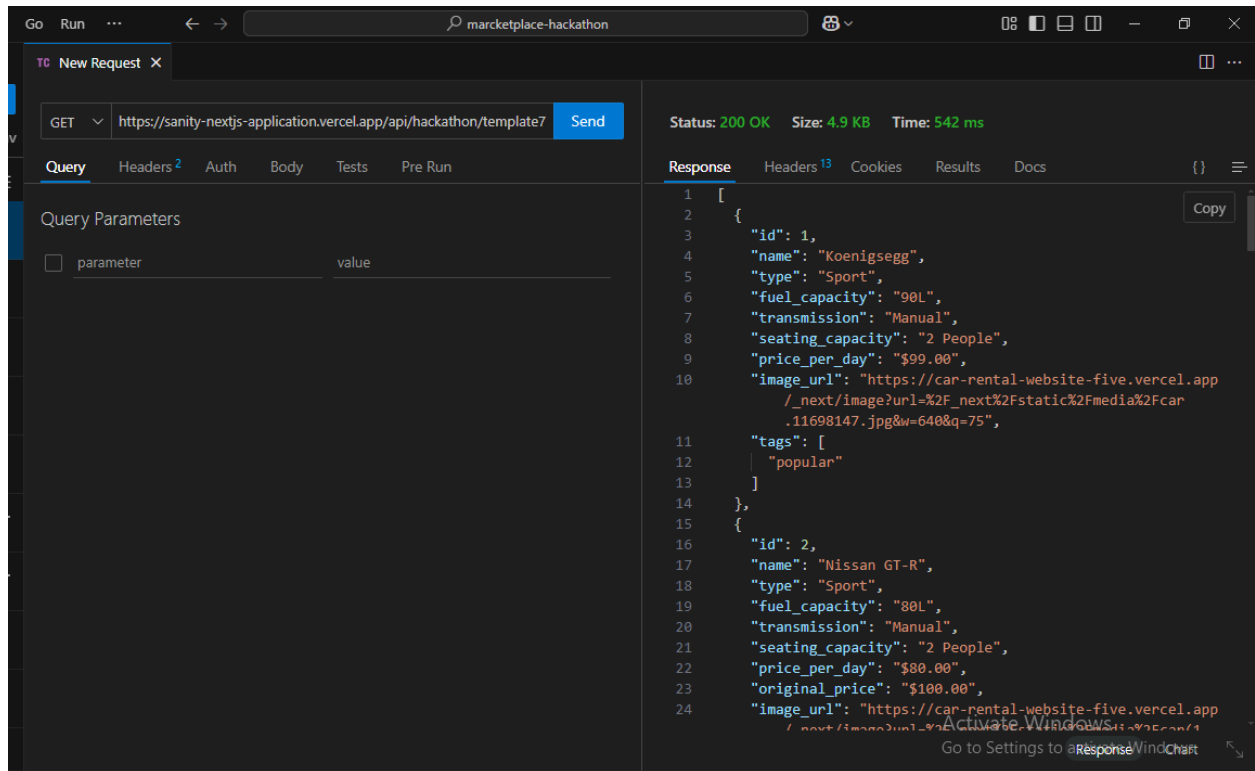 Go Run ··· ← → marcketplace-hackathon
TC New Request ×
GET https://sanity-nextjs-application.vercel.app/api/hackathon/template7 Send
Query Headers 2 Auth Body Tests Pre Run
Query Parameters
parameter value
Status: 200 OK Size: 4.9 KB Time: 542 ms
Response Headers 13 Cookies Results Docs {}
Copy
1 [
2 {
3 "id": 1,
4 "name": "Koenigsegg",
5 "type": "Sport",
6 "fuel_capacity": "90L",
7 "transmission": "Manual",
8 "seating_capacity": "2 People",
9 "price_per_day": "$99.00",
10 "image_url": "https://car-rental-website-five.vercel.app
/_next/image?url=%2F_next%2Fstatic%2Fmedia%2Fcar
.11698147.jpg&w=640&q=75",
11 "tags": [
12 "popular"
13 ]
14 },
15 {
16 "id": 2,
17 "name": "Nissan GT-R",
18 "type": "Sport",
19 "fuel_capacity": "80L",
20 "transmission": "Manual",
21 "seating_capacity": "2 People",
22 "price_per_day": "$80.00",
23 "original_price": "$100.00",
24 "image_url": "https://car-rental-website-five.vercel.app
Activate Windows
Go to Settings to activate Windows.
Response Chart